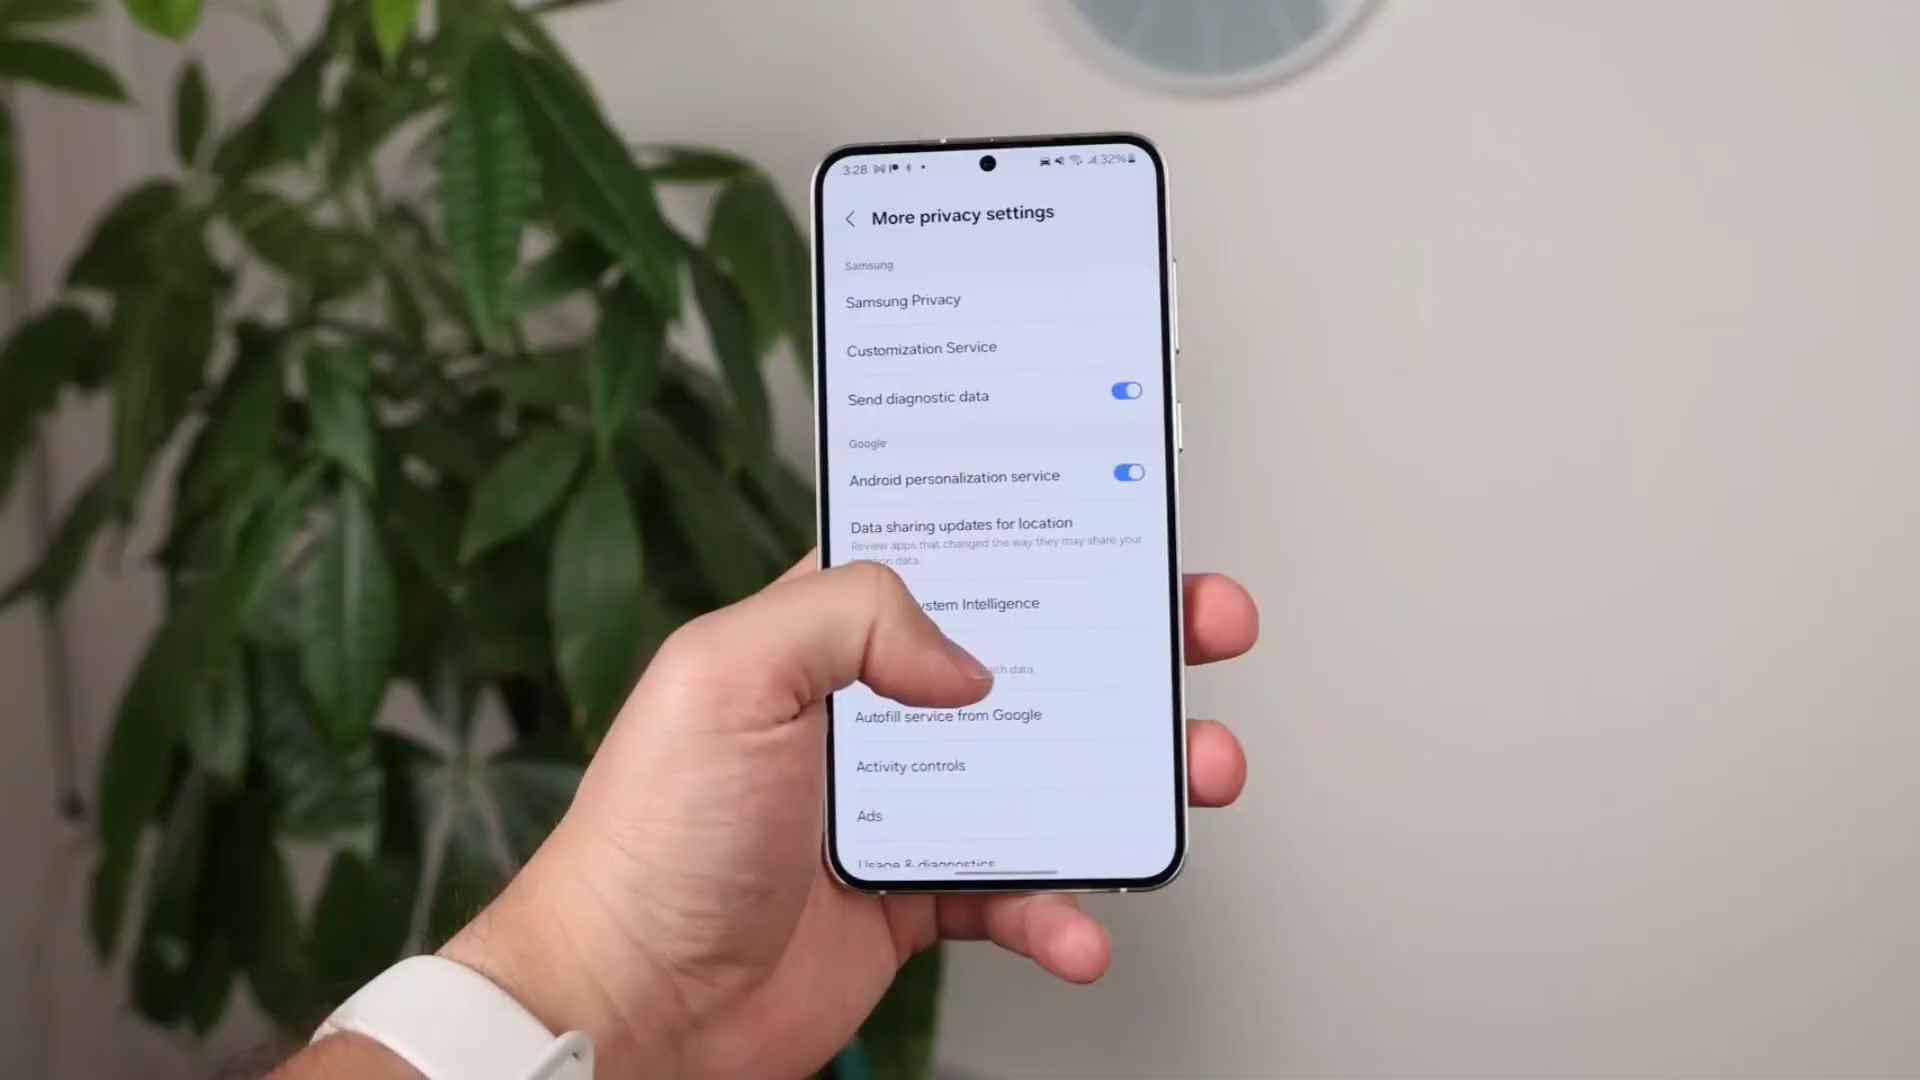 3:28
32%
More privacy settings
Samsung
Samsung Privacy
Customization Service
Send diagnostic data
Google
Android personalization service
Data sharing updates for location
Review apps that changed the way they may share your
data
Intelligence
data
Autofill service from Google
Activity controls
Ads
Usage & diagnostics